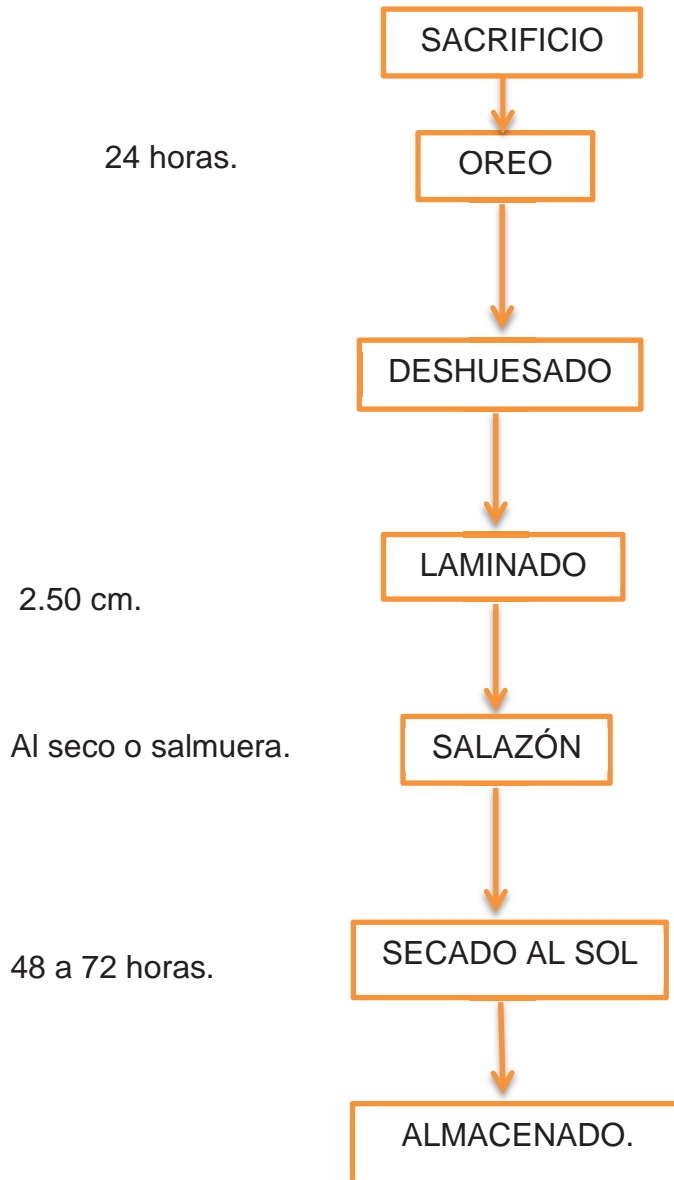 SACRIFICIO
24 horas.
OREO
DESHUESADO
LAMINADO
2.50 cm.
Al seco o salmuera.
SALAZÓN
48 a 72 horas.
SECADO AL SOL
ALMACENADO.